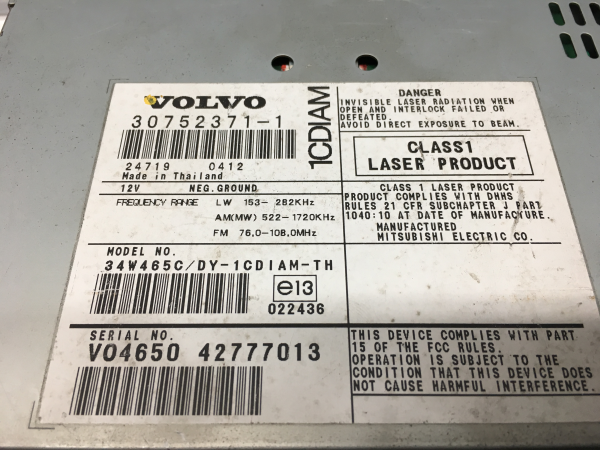 VOLVO
30752371-1
24719 0412
Made in Thailand
1CDIAM
12V NEG.GROUND
FREQUENCY RANGE LW 153-282KHz
AM(MW) 522-1720KHz
FM 76.0-108.0MHz
MODEL NO.
34W465C/DY-1CDIAM-TH
e13
022436
SERIAL NO.
V04650 42777013
DANGER
INVISIBLE LASER RADIATION WHEN
OPEN AND INTERLOCK FAILED OR
DEFEATED.
AVOID DIRECT EXPOSURE TO BEAM.
CLASS1
LASER PRODUCT
CLASS 1 LASER PRODUCT
PRODUCT COMPLIES WITH DHHS
RULES 21 CFR SUBCHAPTER J PART
1040:10 AT DATE OF MANUFACTURE.
MANUFACTURED
MITSUBISHI ELECTRIC CO.
THIS DEVICE COMPLIES WITH PART
15 OF THE FCC RULES.
OPERATION IS SUBJECT TO THE
CONDITION THAT THIS DEVICE DOES
NOT CAUSE HARMFUL INTERFERENCE.